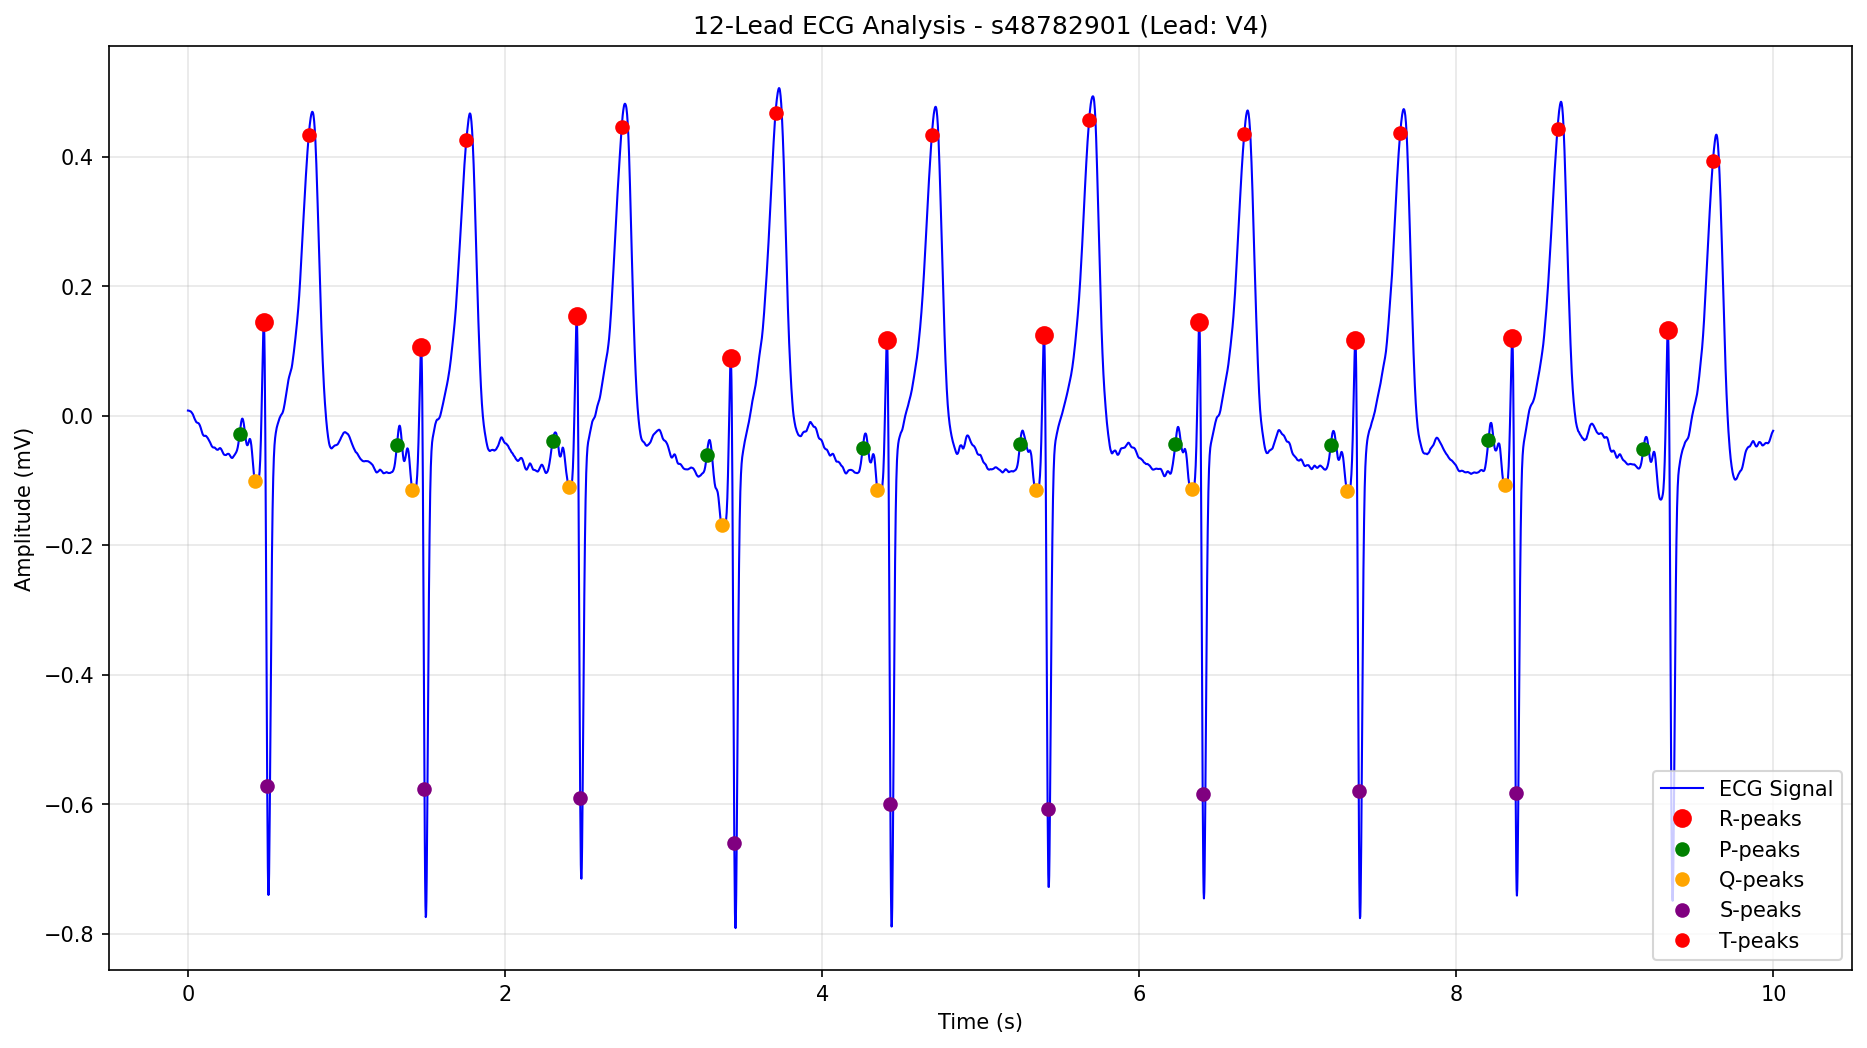 12-Lead ECG Analysis - s48782901 (Lead: V4)
Amplitude (mV)
0.4
0.2
0.0
−0.2
−0.4
−0.6
−0.8
ECG Signal
R-peaks
P-peaks
Q-peaks
S-peaks
T-peaks
0 2 4 6 8 10
Time (s)